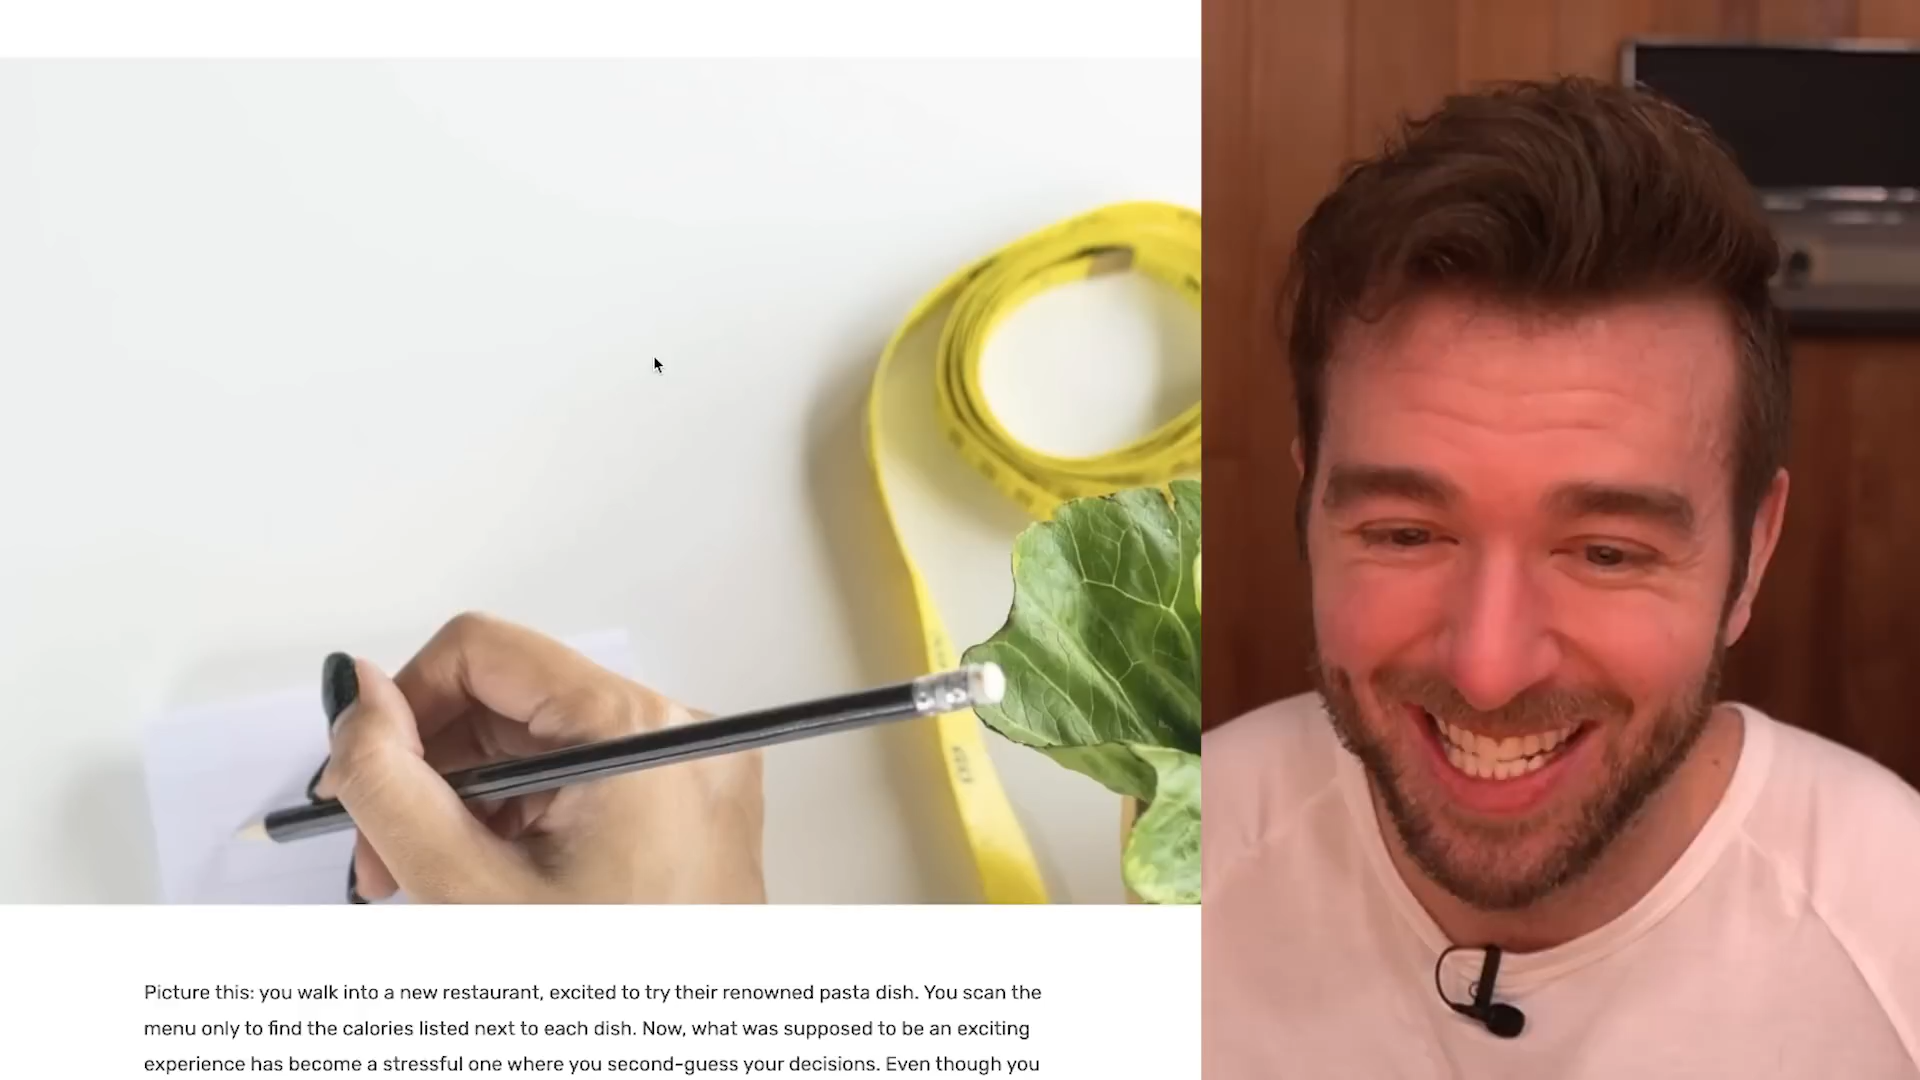 Picture this: you walk into a new restaurant, excited to try their renowned pasta dish. You scan the
menu only to find the calories listed next to each dish. Now, what was supposed to be an exciting
experience has become a stressful one where you second-guess your decisions. Even though you